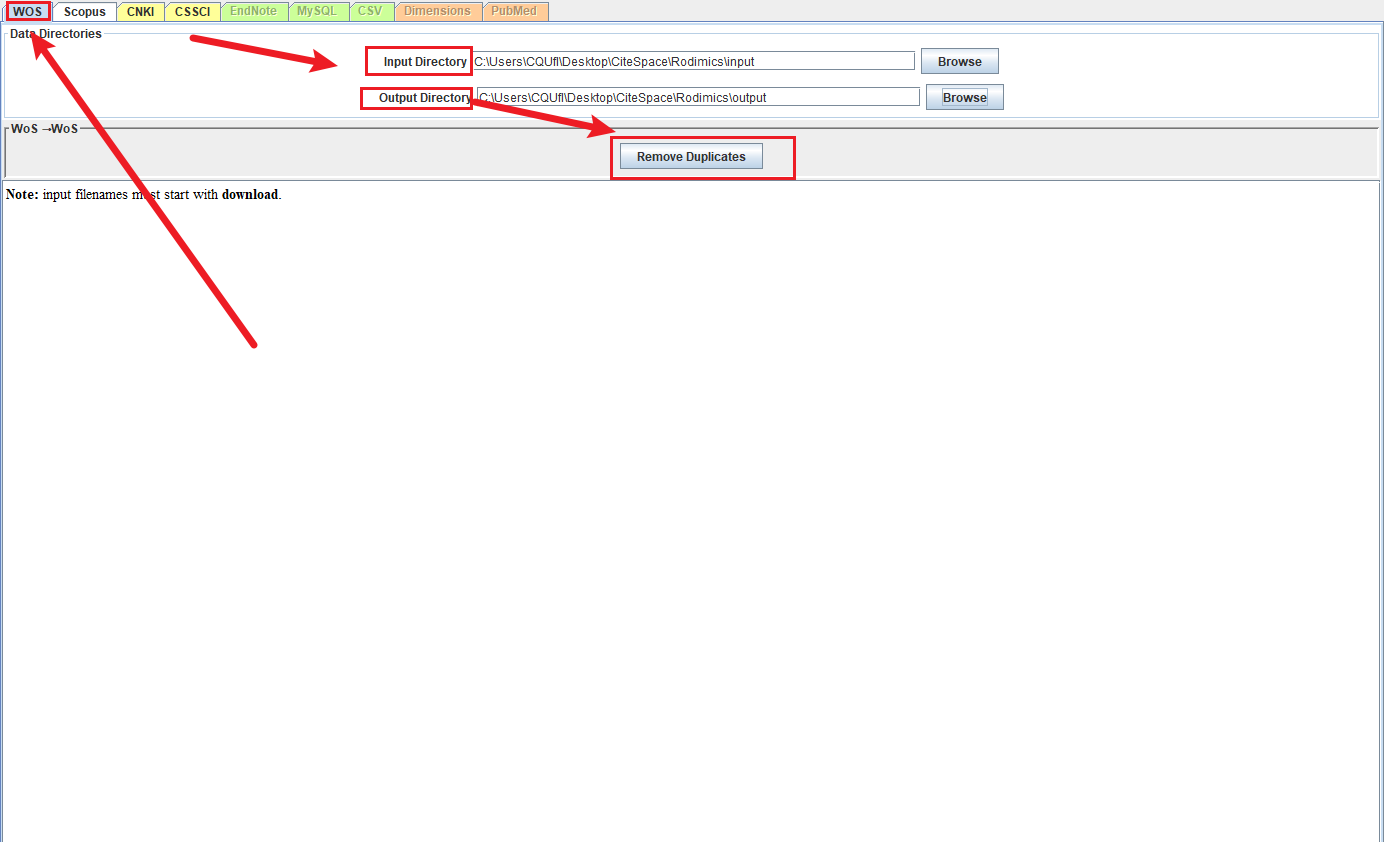 WOS Scopus CNKI CSSCI EndNote MySQL CSV Dimensions PubMed
Data Directories
Input Directory C:\Users\CQUfl\Desktop\CiteSpace\Rodimics\input Browse
Output Directory C:\Users\CQUfl\Desktop\CiteSpace\Rodimics\output Browse
WoS →WoS
Remove Duplicates
Note: input filenames must start with download.